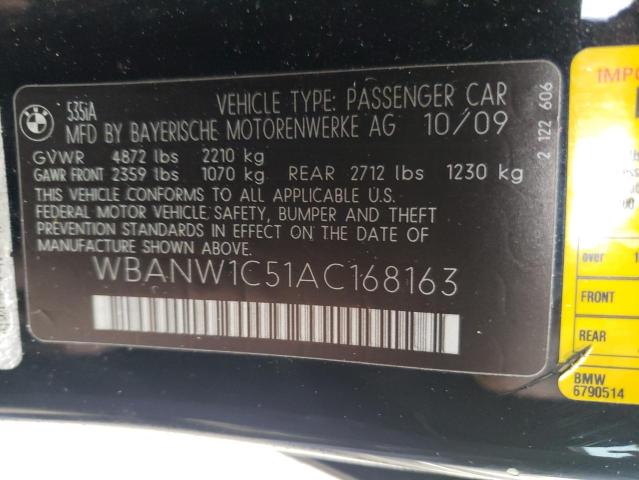 BMW
535iA
VEHICLE TYPE: PASSENGER CAR
MFD BY BAYERISCHE MOTORENWERKE AG 10/09
GVWR 4872 lbs 2210 kg
GAWR FRONT 2359 lbs 1070 kg REAR 2712 lbs 1230 kg
THIS VEHICLE CONFORMS TO ALL APPLICABLE U.S.
FEDERAL MOTOR VEHICLE SAFETY, BUMPER AND THEFT
PREVENTION STANDARDS IN EFFECT ON THE DATE OF
MANUFACTURE SHOWN ABOVE.
WBANW1C51AC168163
2 122 606
over
FRONT
REAR
BMW
6790514